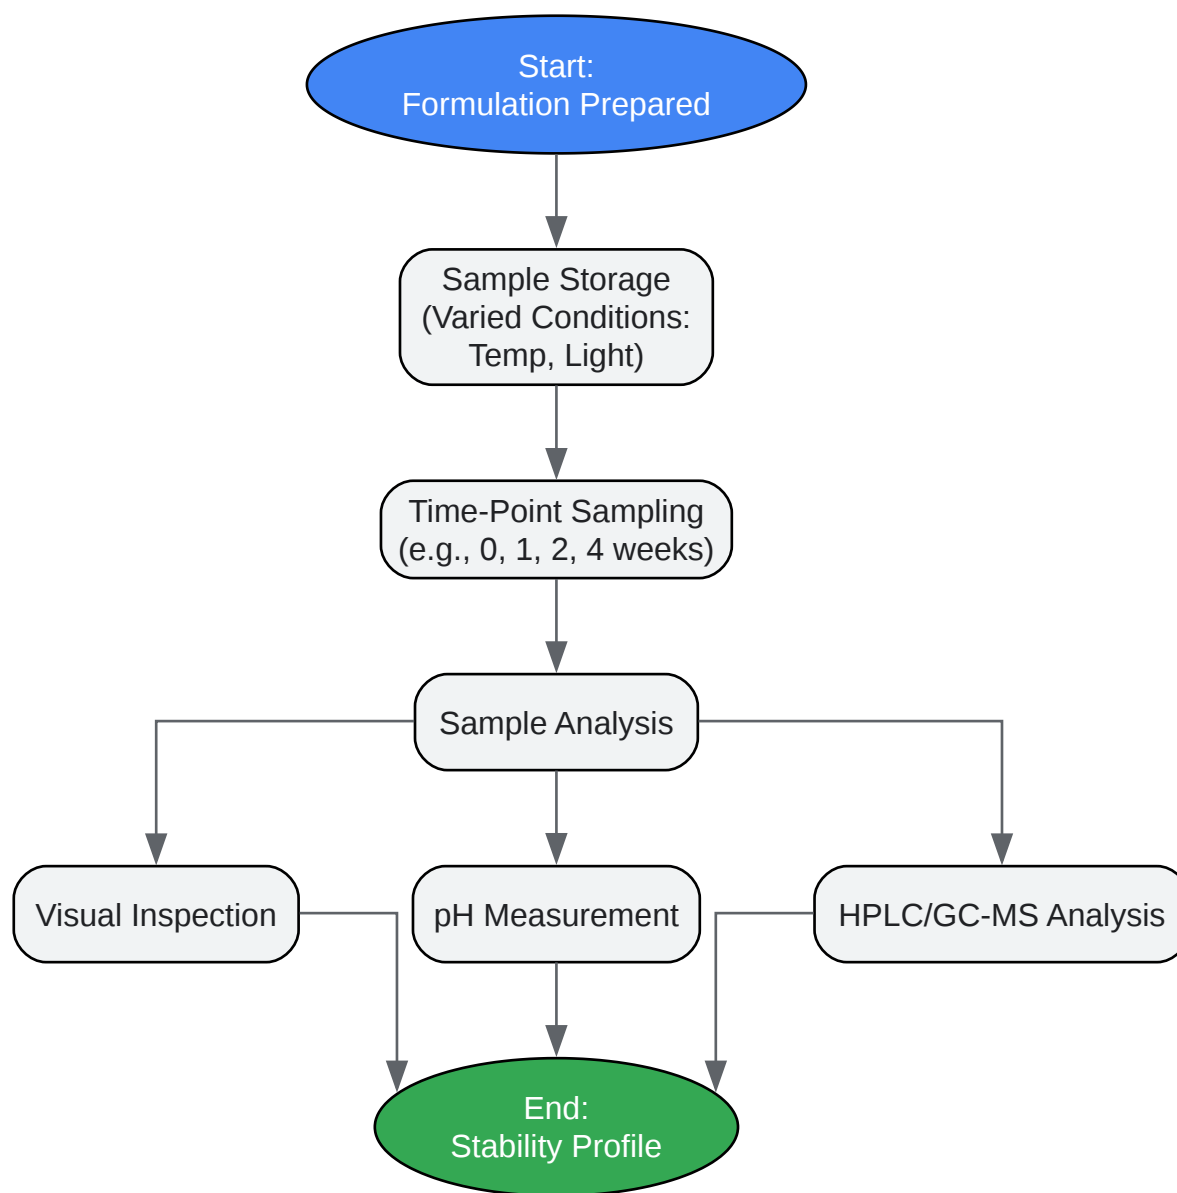 Start:
Formulation Prepared
Sample Storage
(Varied Conditions:
Temp, Light)
Time-Point Sampling
(e.g., 0, 1, 2, 4 weeks)
Sample Analysis
Visual Inspection
pH Measurement
HPLC/GC-MS Analysis
End:
Stability Profile